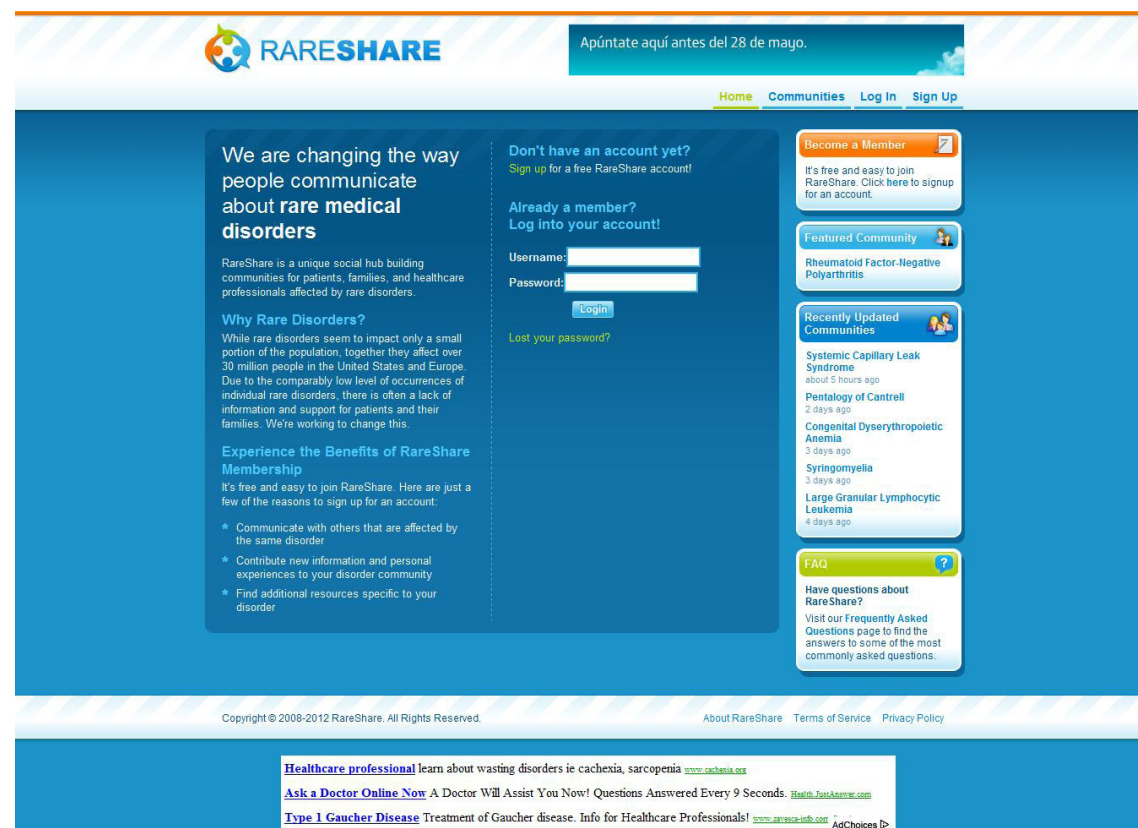 RARESHARE
Apúntate aquí antes del 28 de mayo.
Home Communities Log In Sign Up
We are changing the way
people communicate
about rare medical
disorders
RareShare is a unique social hub building
communities for patients, families, and healthcare
professionals affected by rare disorders.
Why Rare Disorders?
While rare disorders seem to impact only a small
portion of the population, together they affect over
30 million people in the United States and Europe.
Due to the comparably low level of occurrences of
individual rare disorders, there is often a lack of
information and support for patients and their
families. We're working to change this.
Experience the Benefits of RareShare
Membership
It's free and easy to join RareShare. Here are just a
few of the reasons to sign up for an account:
* Communicate with others that are affected by
the same disorder
* Contribute new information and personal
experiences to your disorder community
* Find additional resources specific to your
disorder
Don't have an account yet?
Sign up for a free RareShare account!
Already a member?
Log into your account!
Username:
Password:
Login
Lost your password?
Become a Member
It's free and easy to join
RareShare. Click here to signup
for an account.
Featured Community
Rheumatoid Factor-Negative
Polyarthritis
Recently Updated
Communities
Systemic Capillary Leak
Syndrome
about 5 hours ago
Pentalogy of Cantrell
2 days ago
Congenital Dyserythropoietic
Anemia
3 days ago
Syringomyelia
3 days ago
Large Granular Lymphocytic
Leukemia
4 days ago
FAQ
?
Have questions about
RareShare?
Visit our Frequently Asked
Questions page to find the
answers to some of the most
commonly asked questions.
Copyright © 2008-2012 RareShare. All Rights Reserved.
About RareShare Terms of Service Privacy Policy
Healthcare professional learn about wasting disorders ie cachexia, sarcopenia www.cachexia.org
Ask a Doctor Online Now A Doctor Will Assist You Now! Questions Answered Every 9 Seconds. Health.JustAnswer.com
Type 1 Gaucher Disease Treatment of Gaucher disease. Info for Healthcare Professionals! www.zavesca-info.com
AdChoices